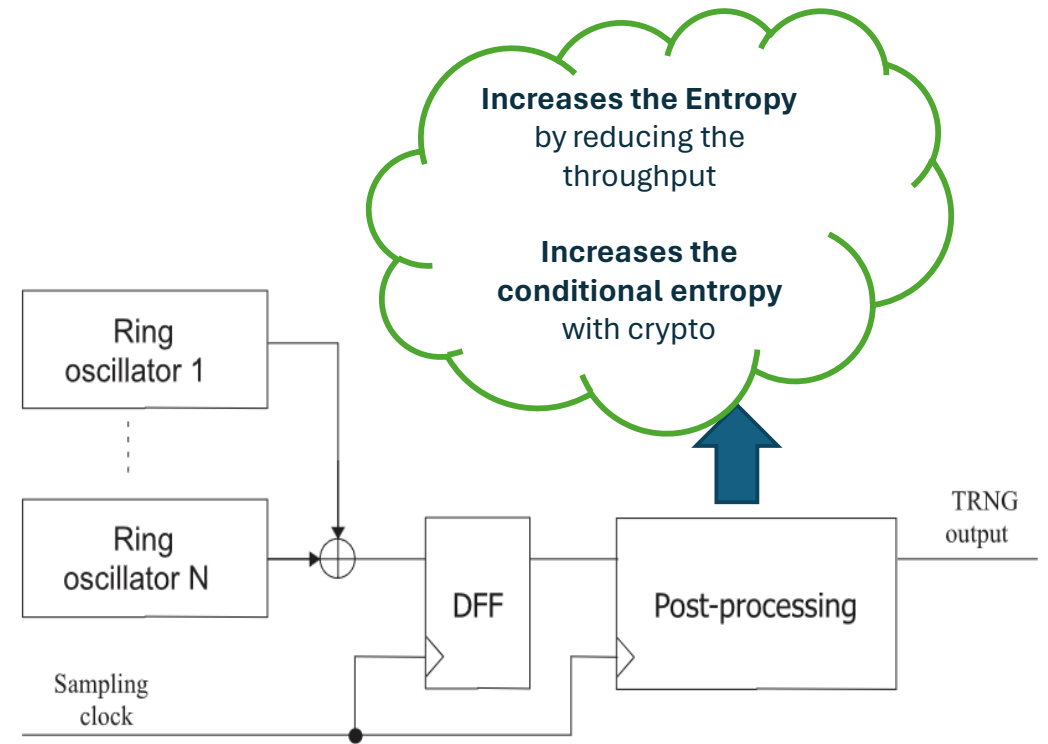 Increases the Entropy
by reducing the
throughput
Increases the
conditional entropy
with crypto
Ring
oscillator 1
Ring
oscillator N
DFF
Post-processing
TRNG
output
Sampling
clock